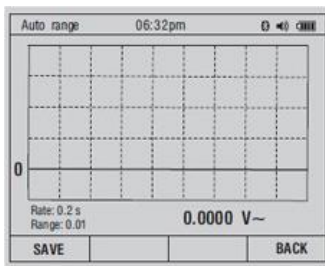 Auto range 06:32pm
0
Rate: 0.2 s
Range: 0.01
0.0000 V~
SAVE BACK